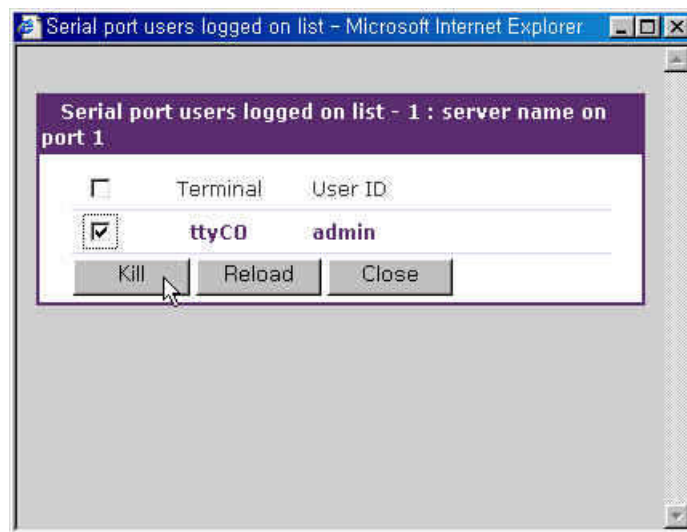 Serial port users logged on list - Microsoft Internet Explorer
Serial port users logged on list - 1 : server name on
port 1
Terminal User ID
ttyC0 admin
Kill Reload Close